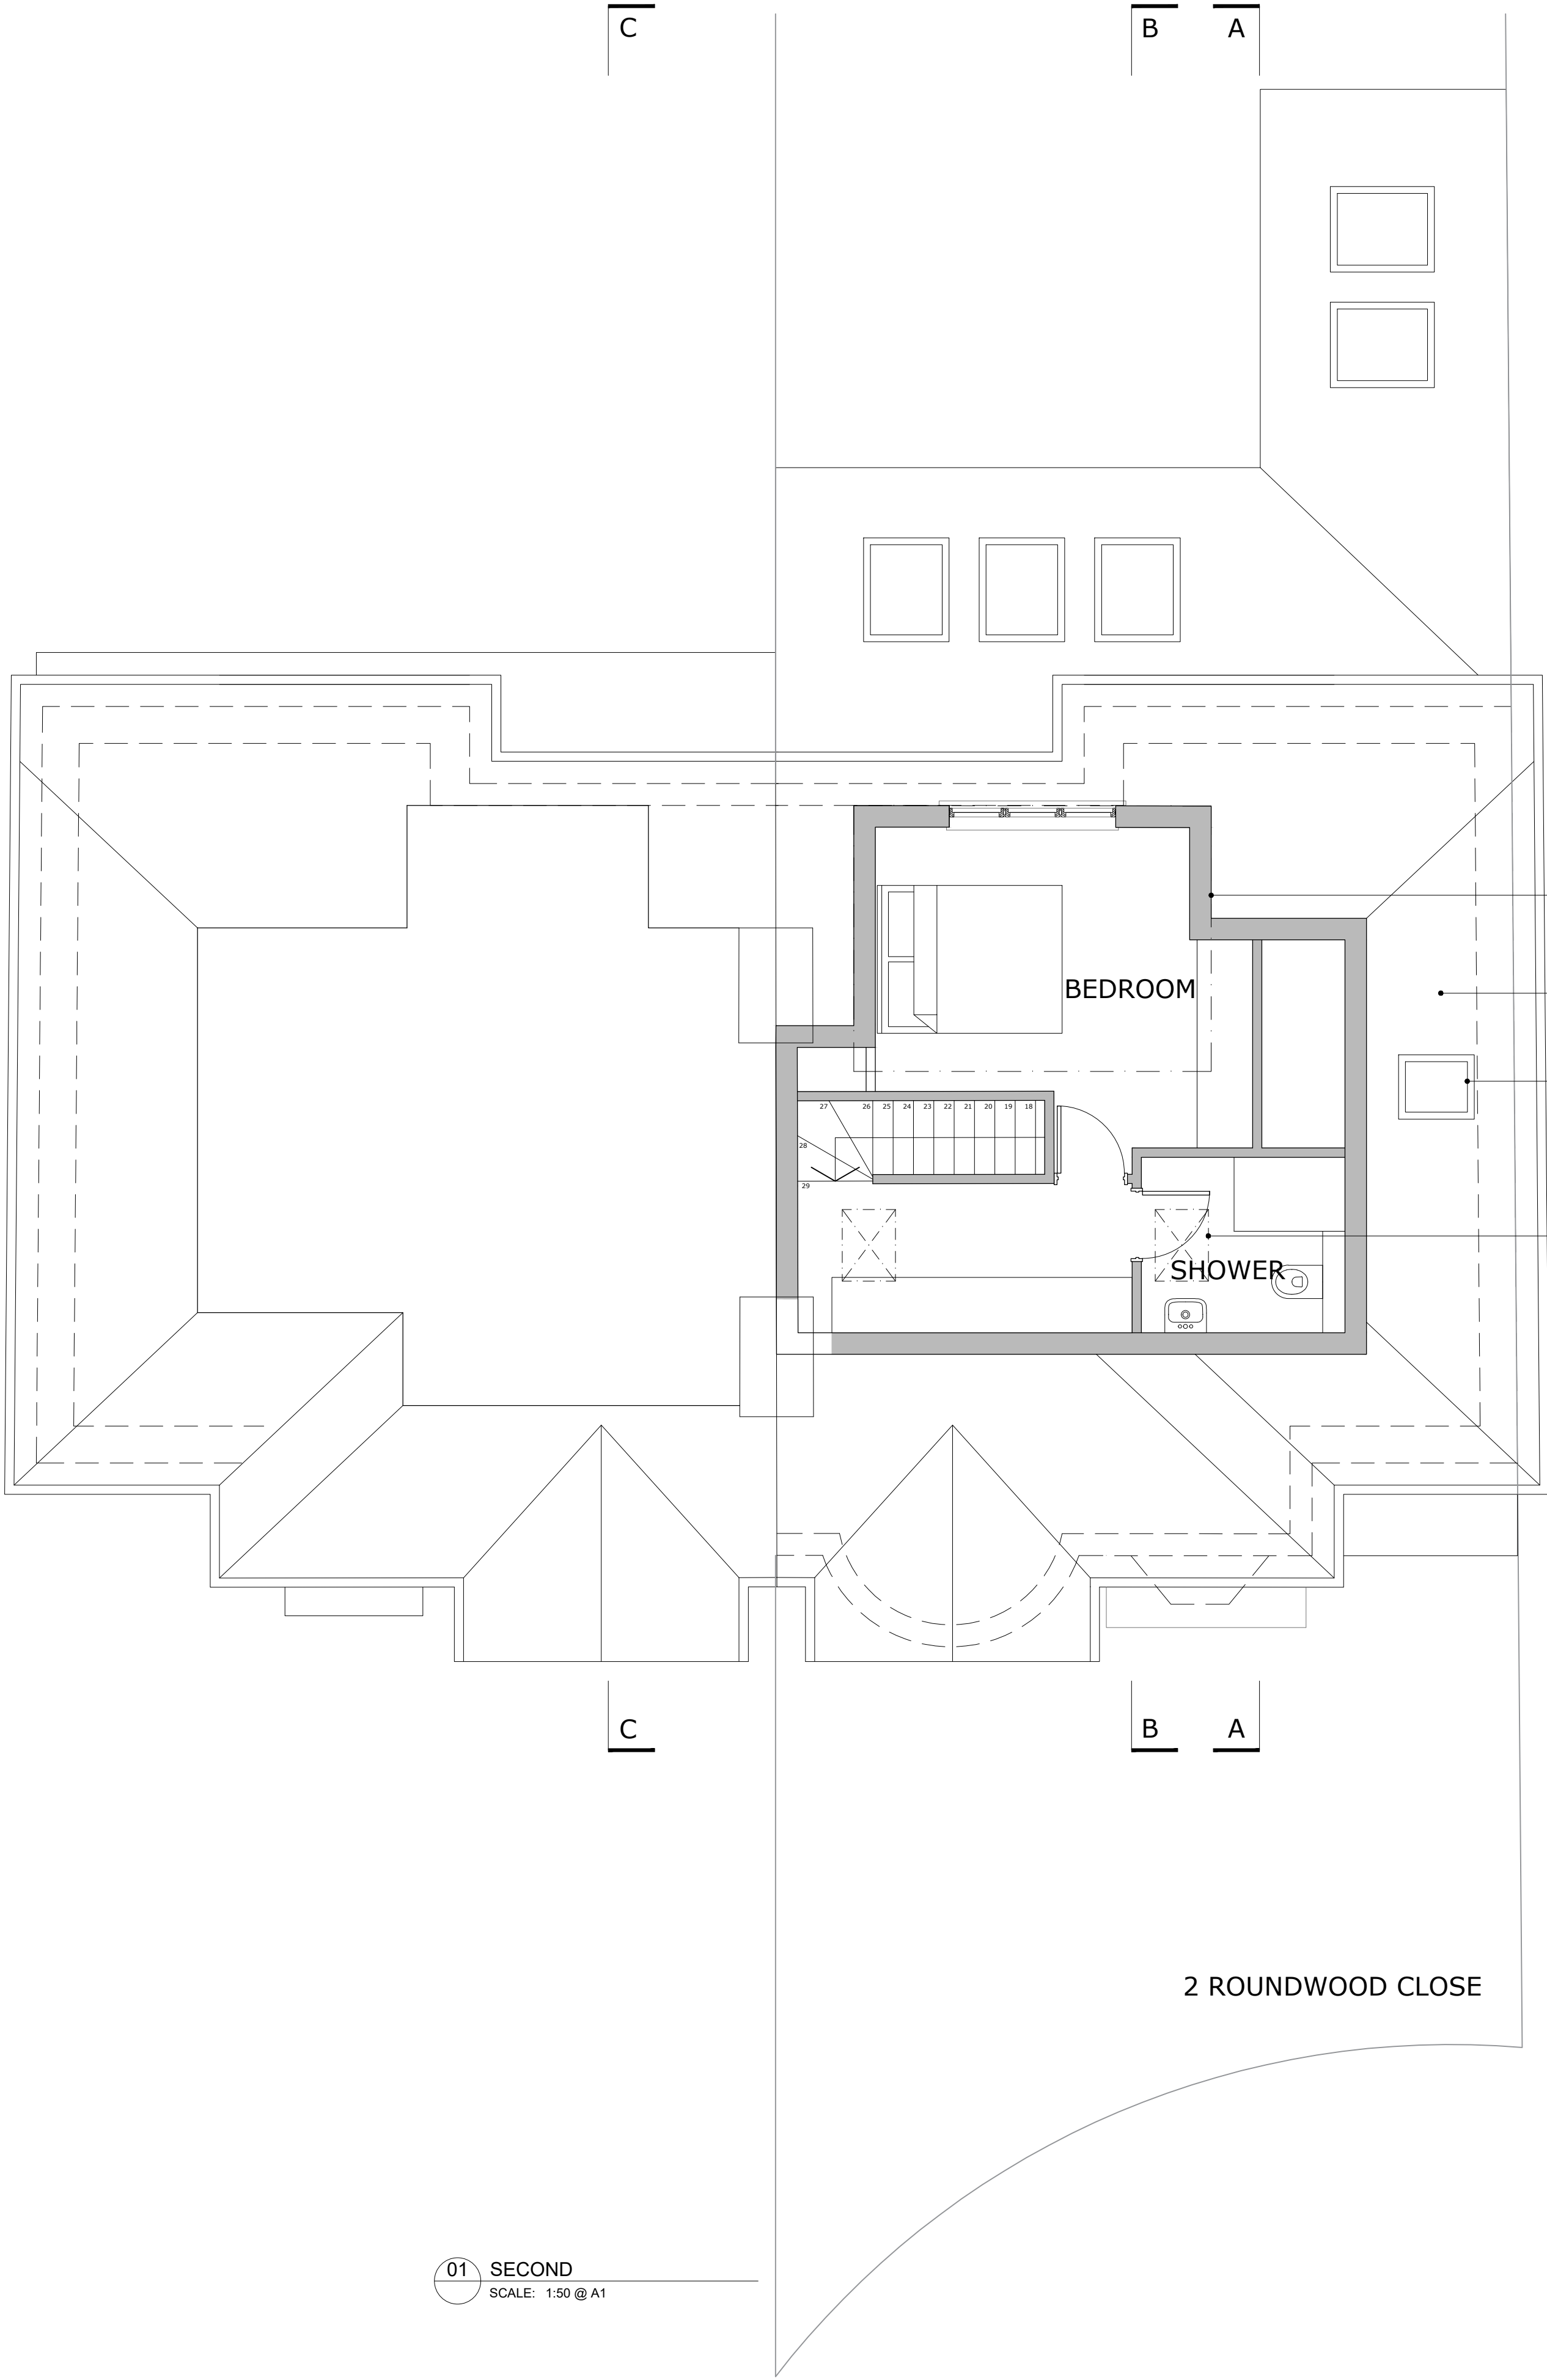 C
B
A
BEDROOM
27
26
25
24
23
22
21
20
19
18
28
29
SHOWER
C
B
A
2 ROUNDWOOD CLOSE
01
SECOND
SCALE: 1:50 @ A1